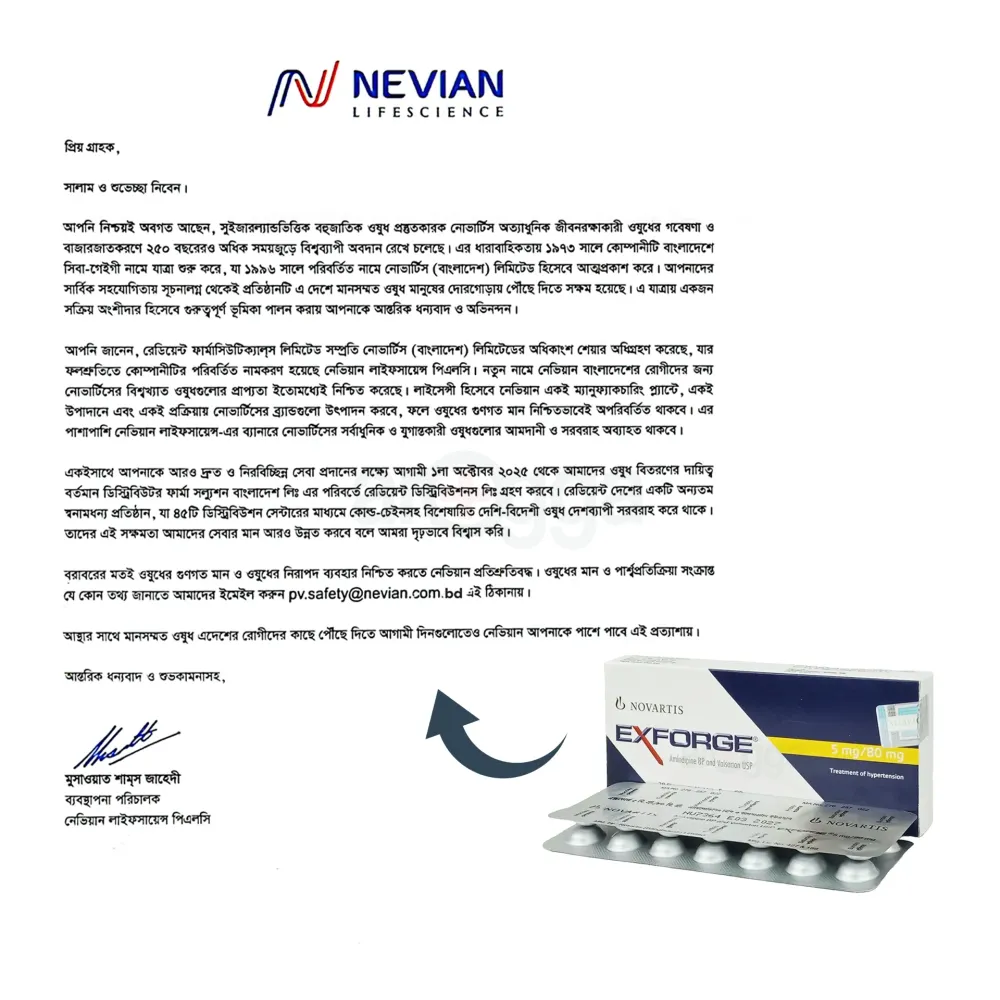 NEVIAN
LIFESCIENCE
প্রিয় গ্রাহক,
সালাম ও শুভেচ্ছা নিবেন।
আপনি নিশ্চয়ই অবগত আছেন, সুইজারল্যান্ডভিত্তিক বহুজাতিক ওষুধ প্রস্তুতকারক নোভার্টিস অত্যাধুনিক জীবনরক্ষাকারী ওষুধের গবেষণা ও
বাজারজাতকরণে ২৫০ বছরেরও অধিক সময়জুড়ে বিশ্বব্যাপী অবদান রেখে চলেছে। এর ধারাবাহিকতায় ১৯৭৩ সালে কোম্পানীটি বাংলাদেশে
সিবা-গেইগী নামে যাত্রা শুরু করে, যা ১৯৯৬ সালে পরিবর্তিত নামে নোভার্টিস (বাংলাদেশ) লিমিটেড হিসেবে আত্মপ্রকাশ করে। আপনাদের
সার্বিক সহযোগিতায় সূচনালগ্ন থেকেই প্রতিষ্ঠানটি এ দেশে মানসম্মত ওষুধ মানুষের দোরগোড়ায় পৌঁছে দিতে সক্ষম হয়েছে। এ যাত্রায় একজন
সক্রিয় অংশীদার হিসেবে গুরুত্বপূর্ণ ভূমিকা পালন করায় আপনাকে আন্তরিক ধন্যবাদ ও অভিনন্দন।
আপনি জানেন, রেডিয়েন্ট ফার্মাসিউটিক্যাল্স লিমিটেড সম্প্রতি নোভার্টিস (বাংলাদেশ) লিমিটেডের অধিকাংশ শেয়ার অধিগ্রহণ করেছে, যার
ফলশ্রুতিতে কোম্পানীটির পরিবর্তিত নামকরণ হয়েছে নেভিয়ান লাইফসায়েন্স পিএলসি। নতুন নামে নেভিয়ান বাংলাদেশের রোগীদের জন্য
নোভার্টিসের বিশ্বখ্যাত ওষুধগুলোর প্রাপ্যতা ইতোমধ্যেই নিশ্চিত করেছে। লাইসেন্সী হিসেবে নেভিয়ান একই ম্যানুফ্যাকচারিং প্ল্যান্টে, একই
উপাদানে এবং একই প্রক্রিয়ায় নোভার্টিসের ব্র্যান্ডগুলো উৎপাদন করবে, ফলে ওষুধের গুণগত মান নিশ্চিতভাবেই অপরিবর্তিত থাকবে। এর
পাশাপাশি নেভিয়ান লাইফসায়েন্স-এর ব্যানারে নোভার্টিসের সর্বাধুনিক ও যুগান্তকারী ওষুধগুলোর আমদানী ও সরবরাহ অব্যাহত থাকবে।
একইসাথে আপনাকে আরও দ্রুত ও নিরবিচ্ছিন্ন সেবা প্রদানের লক্ষ্যে আগামী ১লা অক্টোবর ২০২৫ থেকে আমাদের ওষুধ বিতরণের দায়িত্ব
বর্তমান ডিস্ট্রিবিউটর ফার্মা সল্যুশন বাংলাদেশ লিঃ এর পরিবর্তে রেডিয়েন্ট ডিস্ট্রিবিউশনস লিঃ গ্রহণ করবে। রেডিয়েন্ট দেশের একটি অন্যতম
স্বনামধন্য প্রতিষ্ঠান, যা ৪৫টি ডিস্ট্রিবিউশন সেন্টারের মাধ্যমে কোল্ড-চেইনসহ বিশেষায়িত দেশি-বিদেশী ওষুধ দেশব্যাপী সরবরাহ করে থাকে।
তাদের এই সক্ষমতা আমাদের সেবার মান আরও উন্নত করবে বলে আমরা দৃঢ়ভাবে বিশ্বাস করি।
বরাবরের মতই ওষুধের গুণগত মান ও ওষুধের নিরাপদ ব্যবহার নিশ্চিত করতে নেভিয়ান প্রতিশ্রুতিবদ্ধ। ওষুধের মান ও পার্শ্বপ্রতিক্রিয়া সংক্রান্ত
যে কোন তথ্য জানাতে আমাদের ইমেইল করুন pv.safety@nevian.com.bd এই ঠিকানায়।
আস্থার সাথে মানসম্মত ওষুধ এদেশের রোগীদের কাছে পৌঁছে দিতে আগামী দিনগুলোতেও নেভিয়ান আপনাকে পাশে পাবে এই প্রত্যাশায়।
আন্তরিক ধন্যবাদ ও শুভকামনাসহ,
মুসাওয়াত শাম্স জাহেদী
ব্যবস্থাপনা পরিচালক
নেভিয়ান লাইফসায়েন্স পিএলসি
NOVARTIS
EXFORGE®
Amlodipine BP and Valsartan USP
5 mg/80 mg
Treatment of hypertension
NOVARTIS
HU7364 E03 2027
NOVARTIS